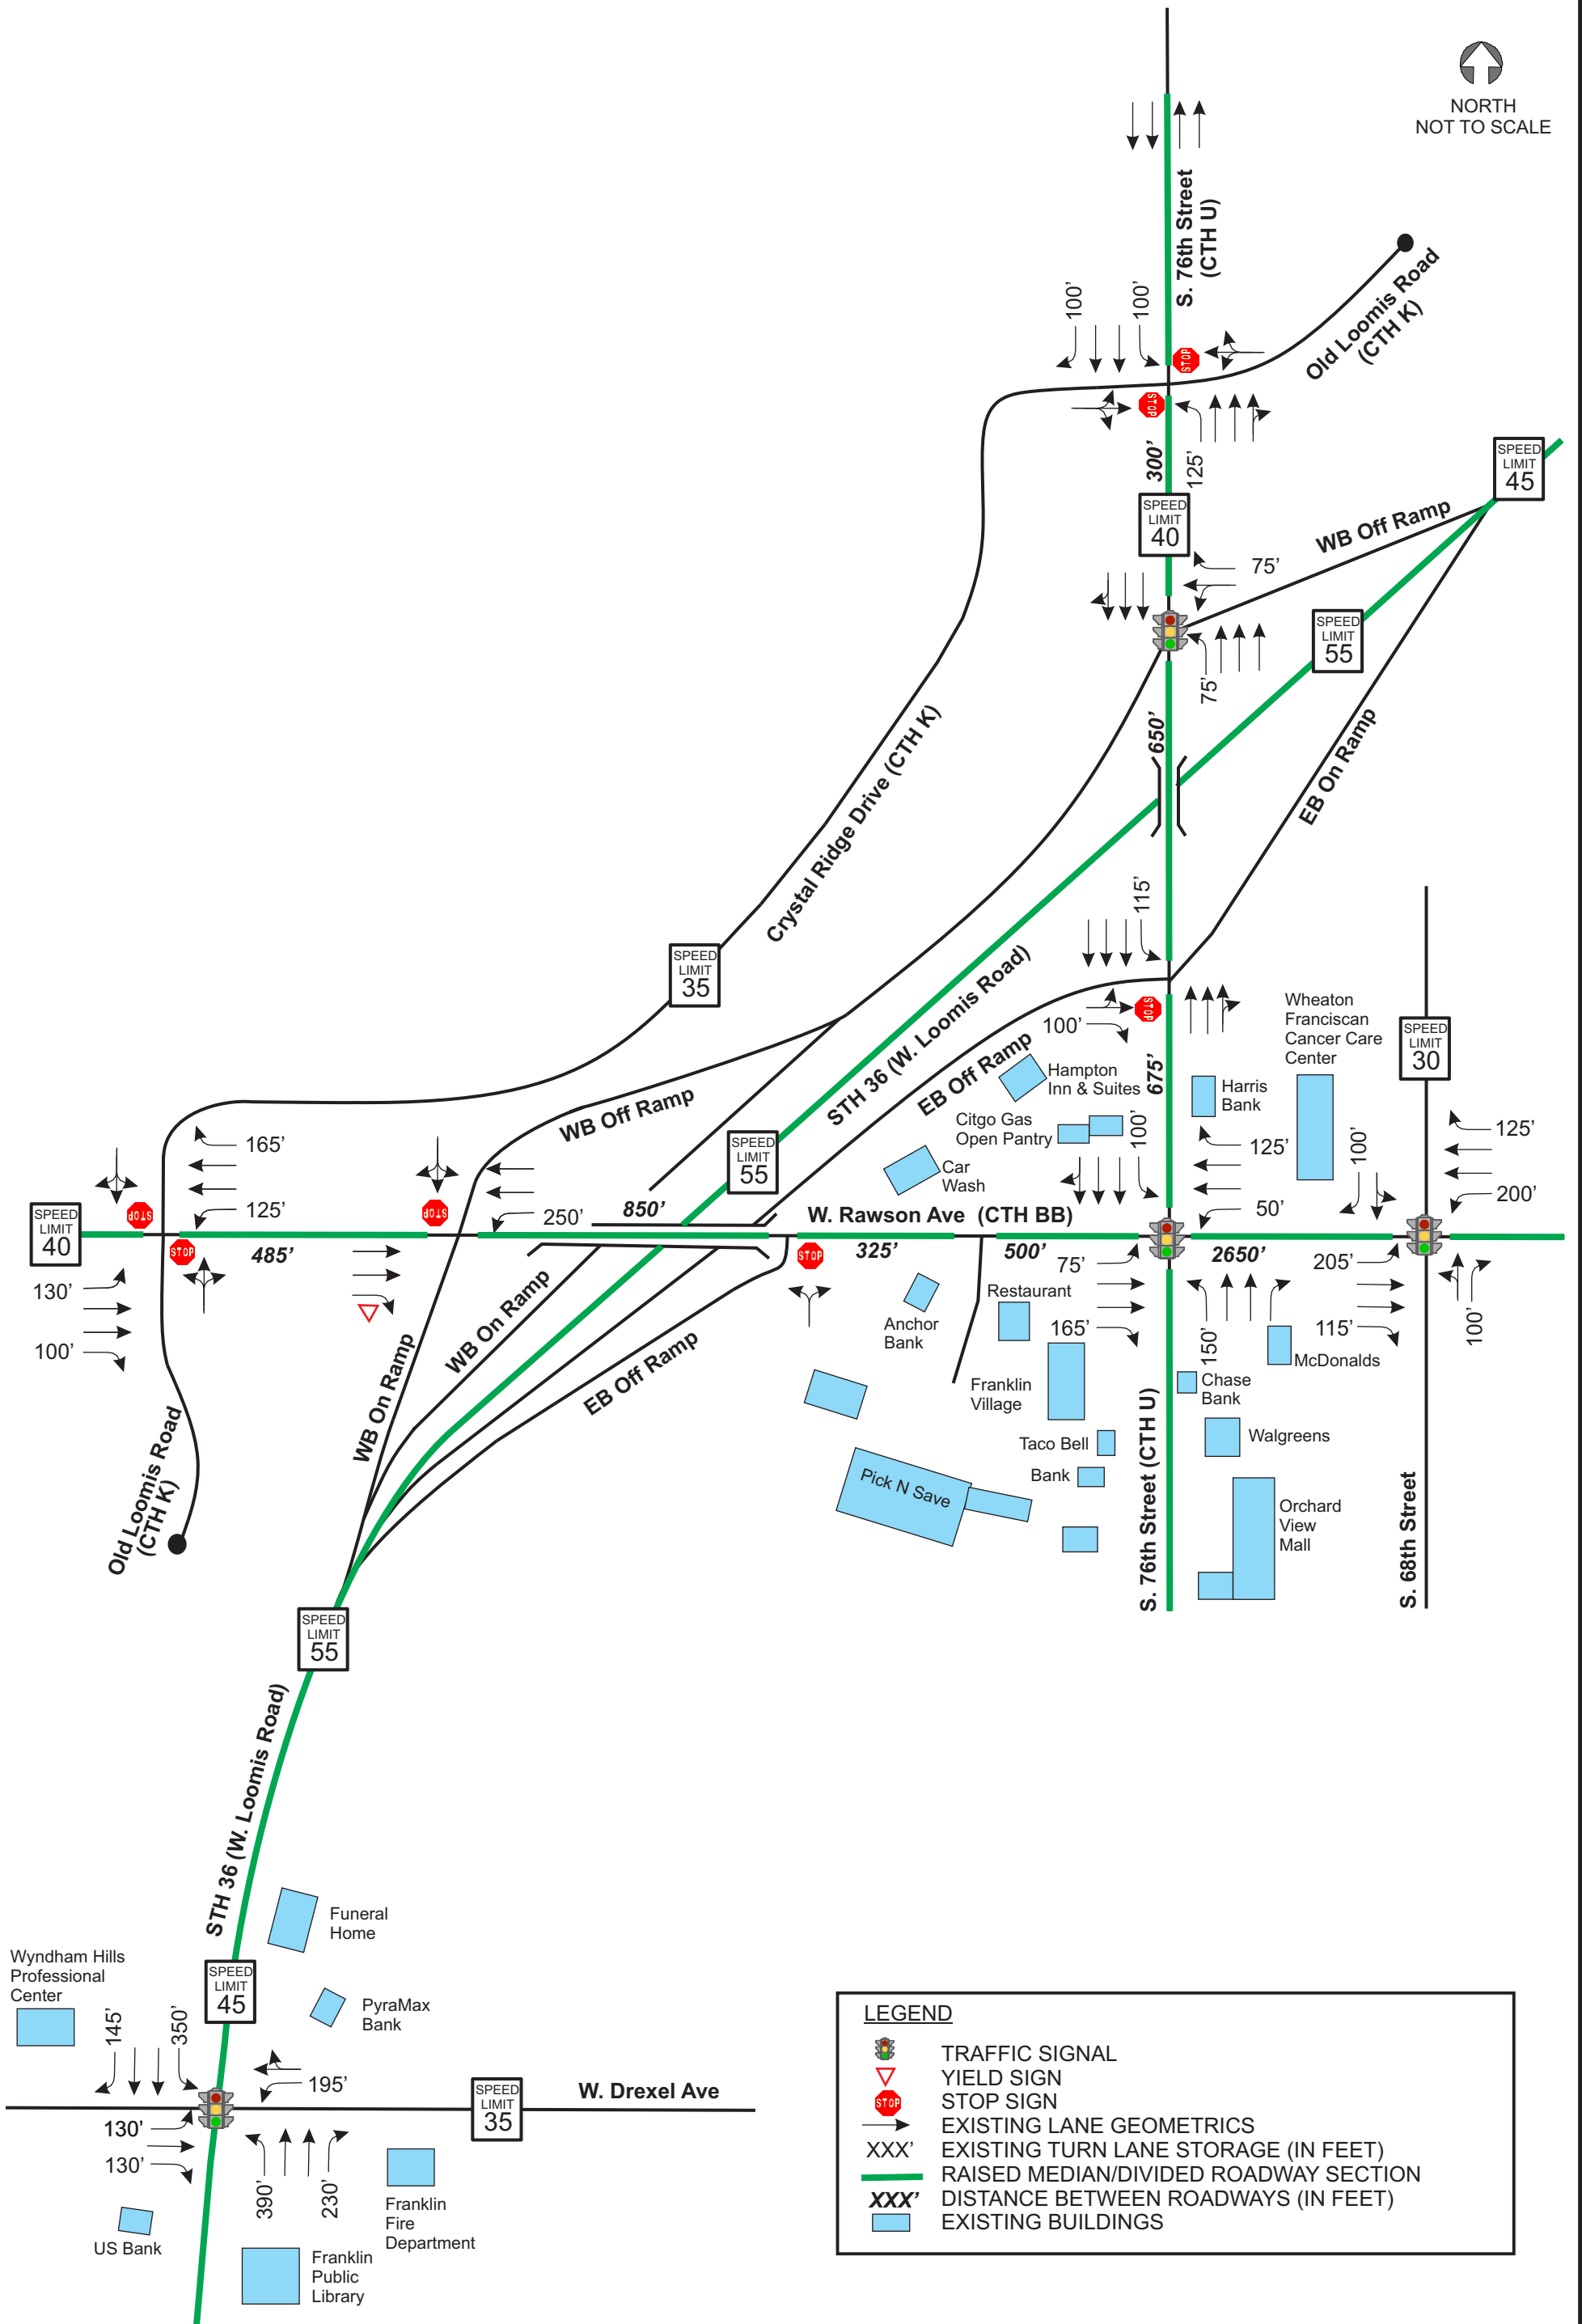 NORTH
NOT TO SCALE
S. 76th Street
(CTH U)
Old Loomis Road
(CTH K)
100'
100'
STOP
STOP
300'
125'
SPEED
LIMIT
45
SPEED
LIMIT
40
WB Off Ramp
75'
SPEED
LIMIT
55
75'
650'
EB On Ramp
Crystal Ridge Drive (CTH K)
115'
SPEED
LIMIT
35
STH 36 (W. Loomis Road)
STOP
100'
EB Off Ramp
675'
Wheaton
Franciscan
Cancer Care
Center
SPEED
LIMIT
30
Hampton
Inn & Suites
Harris
Bank
Citgo Gas
Open Pantry
100'
WB Off Ramp
165'
SPEED
LIMIT
55
Car
Wash
125'
100'
125'
200'
STOP
STOP
SPEED
LIMIT
40
125'
250'
850'
W. Rawson Ave (CTH BB)
50'
STOP
485'
STOP
325'
500'
2650'
75'
205'
130'
100'
WB On Ramp
WB On Ramp
EB Off Ramp
Anchor
Bank
Restaurant
165'
150'
McDonalds
115'
100'
Franklin
Village
Chase
Bank
Walgreens
Taco Bell
Bank
Pick N Save
Orchard
View
Mall
S. 76th Street (CTH U)
S. 68th Street
Old Loomis Road
(CTH K)
SPEED
LIMIT
55
STH 36 (W. Loomis Road)
Funeral
Home
Wyndham Hills
Professional
Center
SPEED
LIMIT
45
PyraMax
Bank
145'
350'
195'
SPEED
LIMIT
35
W. Drexel Ave
130'
130'
390'
230'
US Bank
Franklin
Fire
Department
Franklin
Public
Library
LEGEND
TRAFFIC SIGNAL
YIELD SIGN
STOP
STOP SIGN
EXISTING LANE GEOMETRICS
XXX' EXISTING TURN LANE STORAGE (IN FEET)
RAISED MEDIAN/DIVIDED ROADWAY SECTION
XXX' DISTANCE BETWEEN ROADWAYS (IN FEET)
EXISTING BUILDINGS